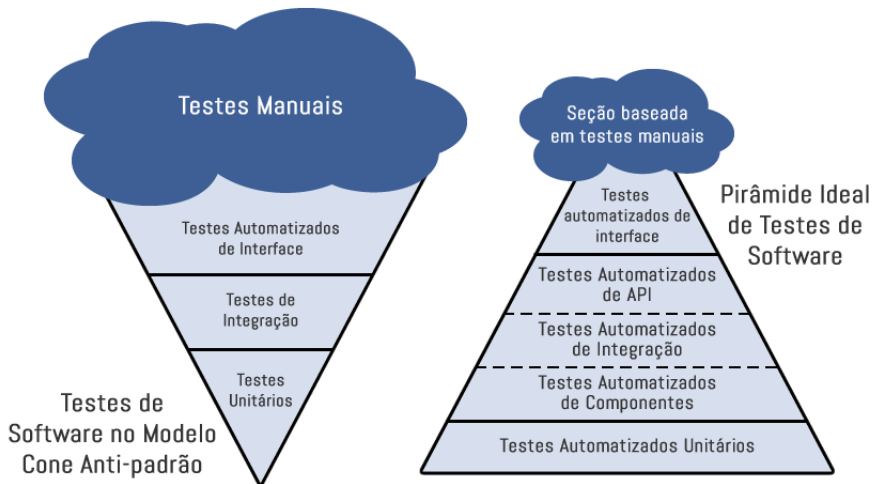 Testes Manuais
Testes Automatizados
de Interface
Testes de
Integração
Testes
Unitários
Testes de
Software no Modelo
Cone Anti-padrão
Seção baseada
em testes manuais
Testes
automatizados de
interface
Pirâmide Ideal
de Testes de
Software
Testes Automatizados
de API
Testes Automatizados
de Integração
Testes Automatizados
de Componentes
Testes Automatizados Unitários